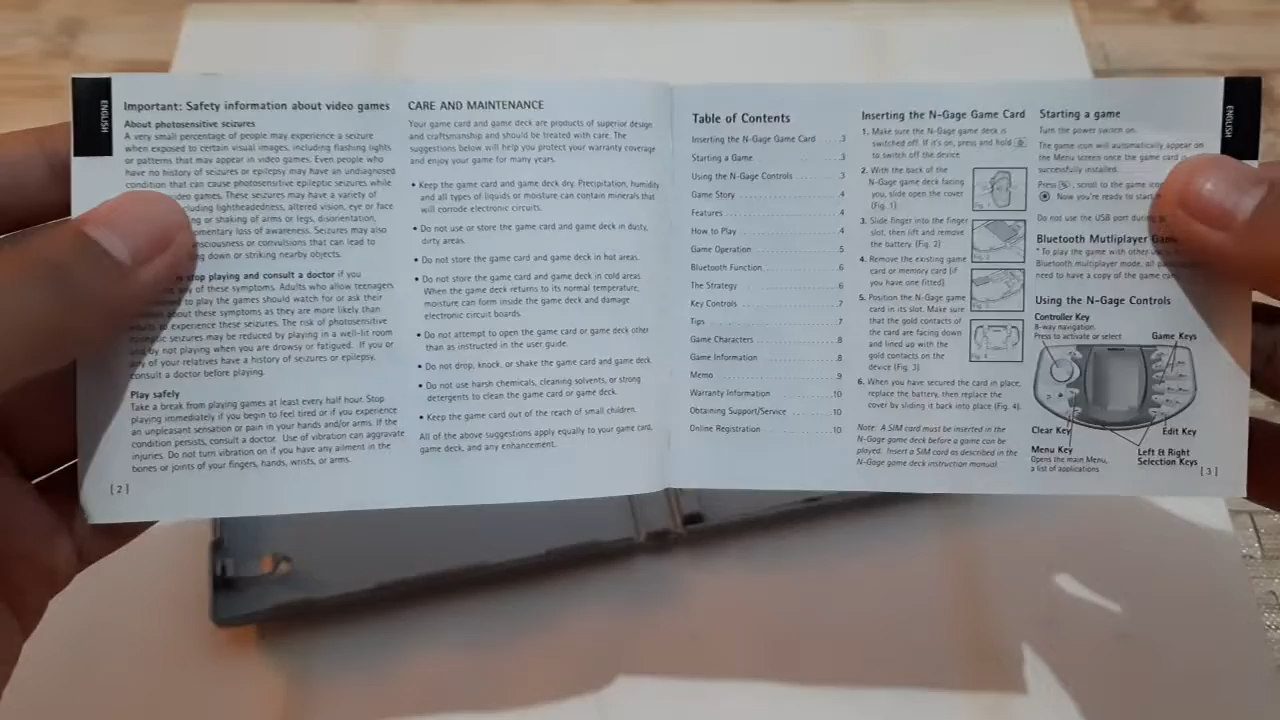 ENGLISH
Important: Safety information about video games
About photosensitive seizures
A very small percentage of people may experience a seizure
when exposed to certain visual images, including flashing lights
or patterns that may appear in video games. Even people who
have no history of seizures or epilepsy may have an undiagnosed
condition that can cause photosensitive epileptic seizures while
video games. These seizures may have a variety of
including lightheadedness, altered vision, eye or face
ng or shaking of arms or legs, disorientation,
omentary loss of awareness. Seizures may also
nsciousness or convulsions that can lead to
ng down or striking nearby objects.
stop playing and consult a doctor if you
any of these symptoms. Adults who allow teenagers
to play the games should watch for or ask their
about these symptoms as they are more likely than
to experience these seizures. The risk of photosensitive
seizures may be reduced by playing in a well-lit room
and by not playing when you are drowsy or fatigued. If you or
any of your relatives have a history of seizures or epilepsy,
consult a doctor before playing.
Play safely
Take a break from playing games at least every half hour. Stop
playing immediately if you begin to feel tired or if you experience
an unpleasant sensation or pain in your hands and/or arms. If the
condition persists, consult a doctor. Use of vibration can aggravate
injuries. Do not turn vibration on if you have any ailment in the
bones or joints of your fingers, hands, wrists, or arms.
[2]
CARE AND MAINTENANCE
Your game card and game deck are products of superior design
and craftsmanship and should be treated with care. The
suggestions below will help you protect your warranty coverage
and enjoy your game for many years.
• Keep the game card and game deck dry. Precipitation, humidity
and all types of liquids or moisture can contain minerals that
will corrode electronic circuits.
• Do not use or store the game card and game deck in dusty,
dirty areas.
• Do not store the game card and game deck in hot areas.
• Do not store the game card and game deck in cold areas.
When the game deck returns to its normal temperature,
moisture can form inside the game deck and damage
electronic circuit boards.
• Do not attempt to open the game card or game deck other
than as instructed in the user guide.
• Do not drop, knock, or shake the game card and game deck.
• Do not use harsh chemicals, cleaning solvents, or strong
detergents to clean the game card or game deck.
• Keep the game card out of the reach of small children.
All of the above suggestions apply equally to your game card,
game deck, and any enhancement.
Table of Contents
Inserting the N-Gage Game Card ....3
Starting a Game ....3
Using the N-Gage Controls ....3
Game Story ....4
Features ....4
How to Play ....4
Game Operation ....5
Bluetooth Function ....6
The Strategy ....6
Key Controls ....7
Tips ....7
Game Characters ....8
Game Information ....8
Memo ....9
Warranty Information ....10
Obtaining Support/Service ....10
Online Registration ....10
Inserting the N-Gage Game Card
1. Make sure the N-Gage game deck is
switched off. If it's on, press and hold
to switch off the device.
2. With the back of the
N-Gage game deck facing
you, slide open the cover
(Fig. 1)
3. Slide finger into the finger
slot, then lift and remove
the battery (Fig. 2)
4. Remove the existing game
card or memory card (if
you have one fitted)
5. Position the N-Gage game
card in its slot. Make sure
that the gold contacts of
the card are facing down
and lined up with the
gold contacts on the
device (Fig. 3)
6. When you have secured the card in place,
replace the battery, then replace the
cover by sliding it back into place (Fig. 4).
Note: A SIM card must be inserted in the
N-Gage game deck before a game can be
played. Insert a SIM card as described in the
N-Gage game deck instruction manual.
Starting a game
Turn the power switch on.
The game icon will automatically appear on
the Menu screen once the game card is
successfully installed.
Press , scroll to the game icon
Now you're ready to start
Do not use the USB port during
Bluetooth Mutliplayer Gam
* To play the game with other
Bluetooth multiplayer mode, all
need to have a copy of the game
Using the N-Gage Controls
Controller Key
8-way navigation.
Press to activate or select
Game Keys
Clear Key
Edit Key
Menu Key
Opens the main Menu,
a list of applications
Left & Right
Selection Keys
[3]
ENGLISH